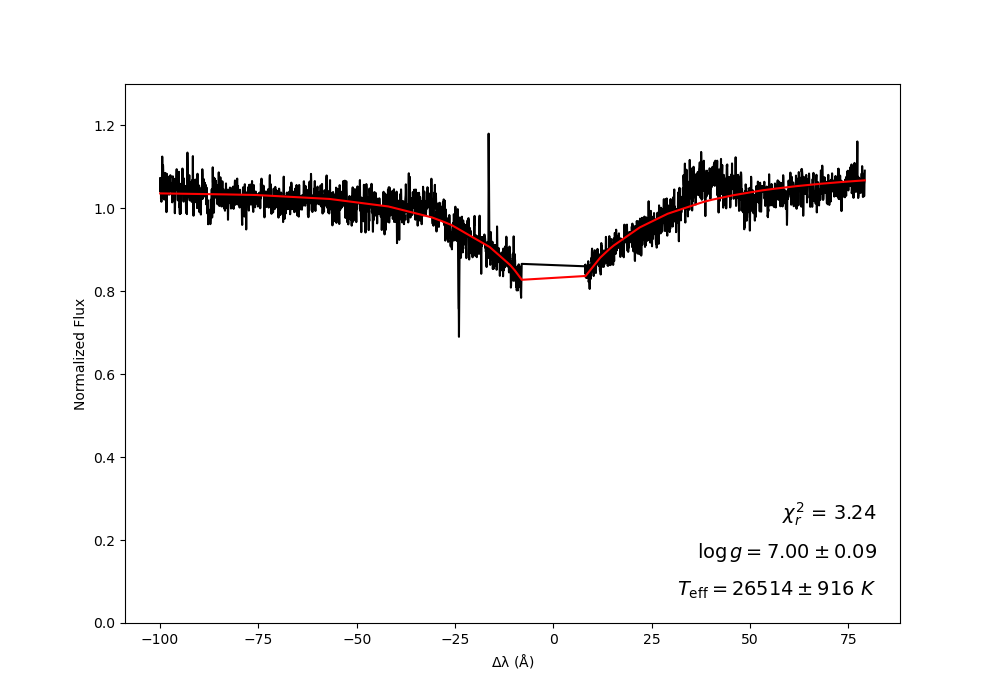 1.2
1.0
0.8
0.6
0.4
0.2
0.0
Normalized Flux
χ²ᵣ = 3.24
log g = 7.00 ± 0.09
T_eff = 26514 ± 916 K
−100 −75 −50 −25 0 25 50 75
Δλ (Å)